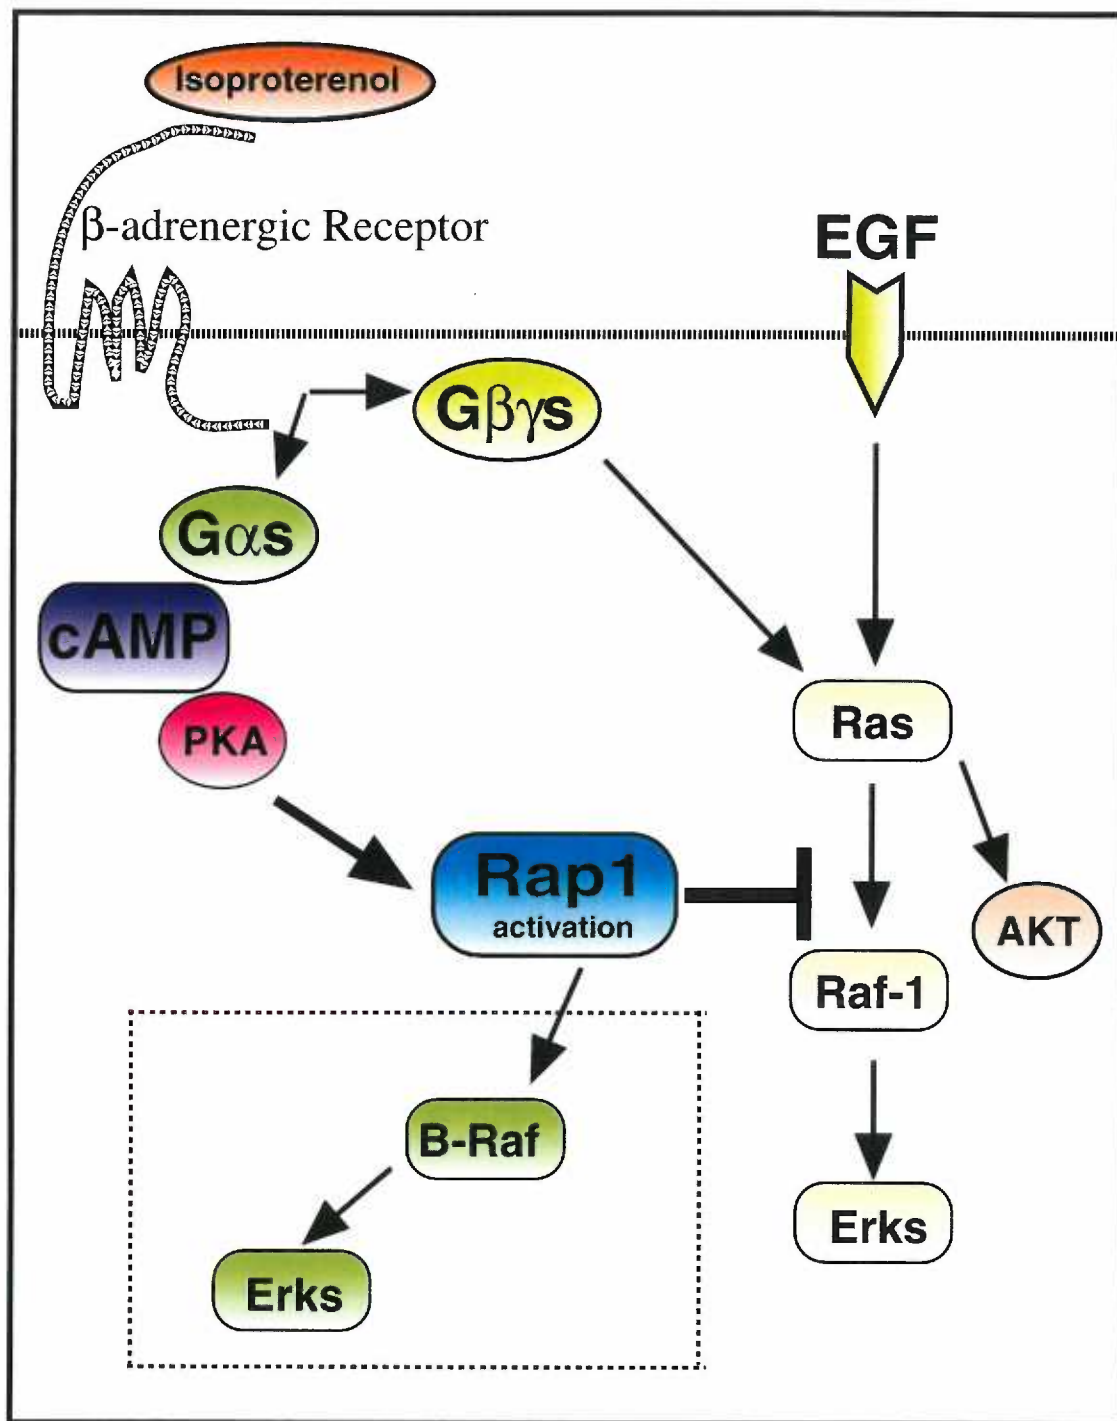 Isoproterenol
β-adrenergic Receptor
EGF
Gβγs
Gαs
cAMP
PKA
Ras
Rap1
activation
AKT
Raf-1
B-Raf
Erks
Erks